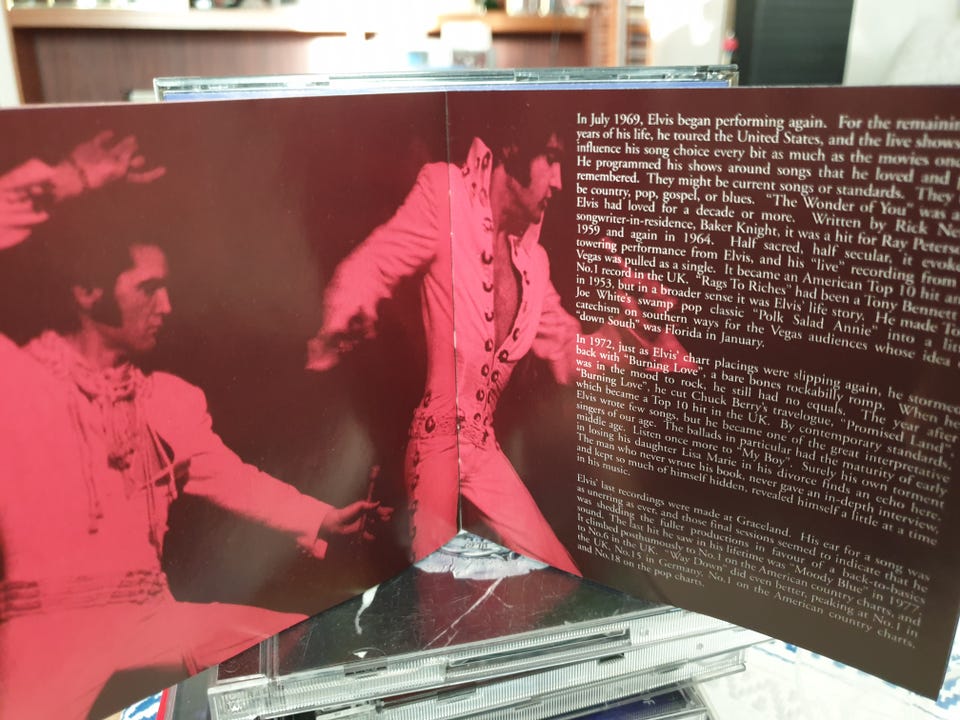 In July 1969, Elvis began performing again. For the remaining
years of his life, he toured the United States, and the live shows
influence his song choice every bit as much as the movies once
He programmed his shows around songs that he loved and
remembered. They might be current songs or standards. They
be country, pop, gospel, or blues. "The Wonder of You" was a
Elvis had loved for a decade or more. Written by Rick
songwriter-in-residence, Baker Knight, it was a hit for Ray
1959 and again in 1964. Half sacred, half secular, it
towering performance from Elvis, and his "live" recording from
Vegas was pulled as a single. It became an American Top 10 hit
No.1 record in the UK. "Rags To Riches" had been a Tony Bennett
in 1953, but in a broader sense it was Elvis's life story. He made
Joe White's swamp pop classic "Polk Salad Annie" into a
catechism on southern ways for the Vegas audiences whose idea
"down South" was Florida in January.
In 1972, just as Elvis' chart placings were slipping again, he stormed
back with "Burning Love", a bare bones rockabilly romp. When he
was in the mood to rock, he still had no equals. The year after
"Burning Love", he cut Chuck Berry's travelogue, "Promised Land"
which became a Top 10 hit in the UK. By contemporary standards,
Elvis wrote few songs, but he became one of the great interpretative
singers of our age. The ballads in particular had the maturity of early
middle age. Listen once more to "My Boy". Surely his own torment
in losing his daughter Lisa Marie in his divorce finds an echo here.
The man who never wrote his book, never gave an in-depth interview,
and kept so much of himself hidden, revealed himself a little at a time
in his music.
Elvis' last recordings were made at Graceland. His ear for a song was
as unerring as ever, and those final sessions seemed to indicate that he
was shedding the fuller productions in favour of a back-to-basics
sound. The last hit he saw in his lifetime was "Moody Blue" in 1977.
It climbed posthumously to No.1 on the American country charts, and
to No.6 in the UK. "Way Down" did even better, peaking at No.1 in
the UK, No.15 in Germany, No.1 on the American country charts,
and No.18 on the pop charts.